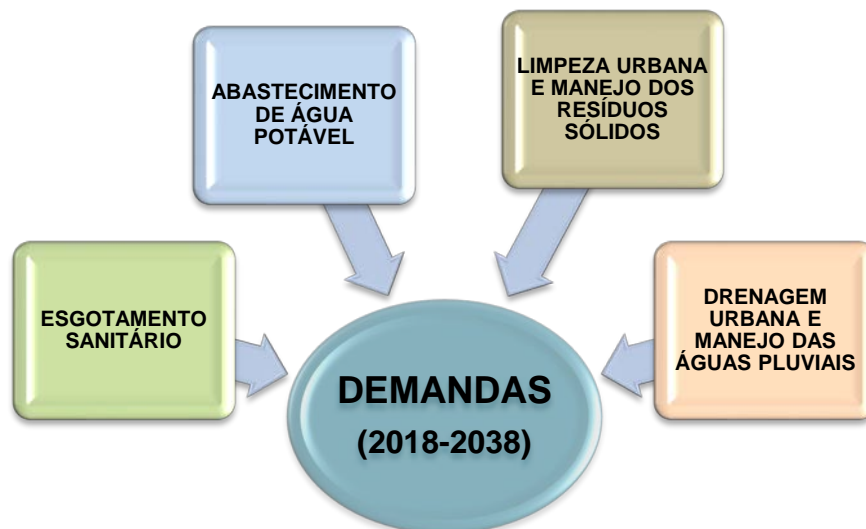 ABASTECIMENTO
DE ÁGUA
POTÁVEL
LIMPEZA URBANA
E MANEJO DOS
RESÍDUOS
SÓLIDOS
ESGOTAMENTO
SANITÁRIO
DRENAGEM
URBANA E
MANEJO DAS
ÁGUAS PLUVIAIS
DEMANDAS
(2018-2038)